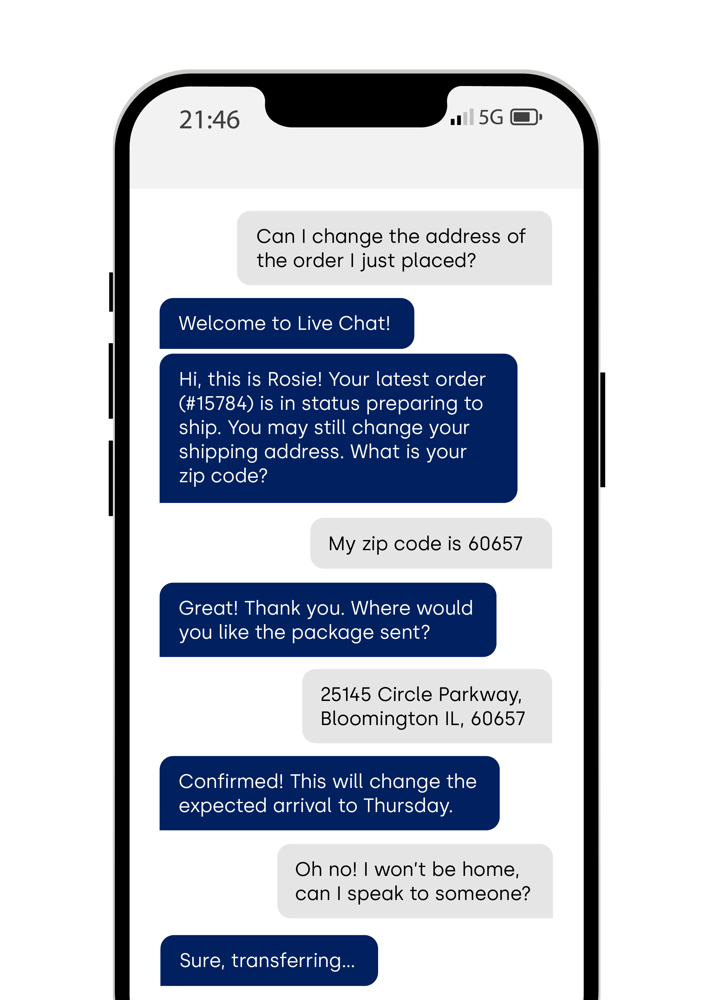 21:46
5G
Can I change the address of
the order I just placed?
Welcome to Live Chat!
Hi, this is Rosie! Your latest order
(#15784) is in status preparing to
ship. You may still change your
shipping address. What is your
zip code?
My zip code is 60657
Great! Thank you. Where would
you like the package sent?
25145 Circle Parkway,
Bloomington IL, 60657
Confirmed! This will change the
expected arrival to Thursday.
Oh no! I won’t be home,
can I speak to someone?
Sure, transferring...